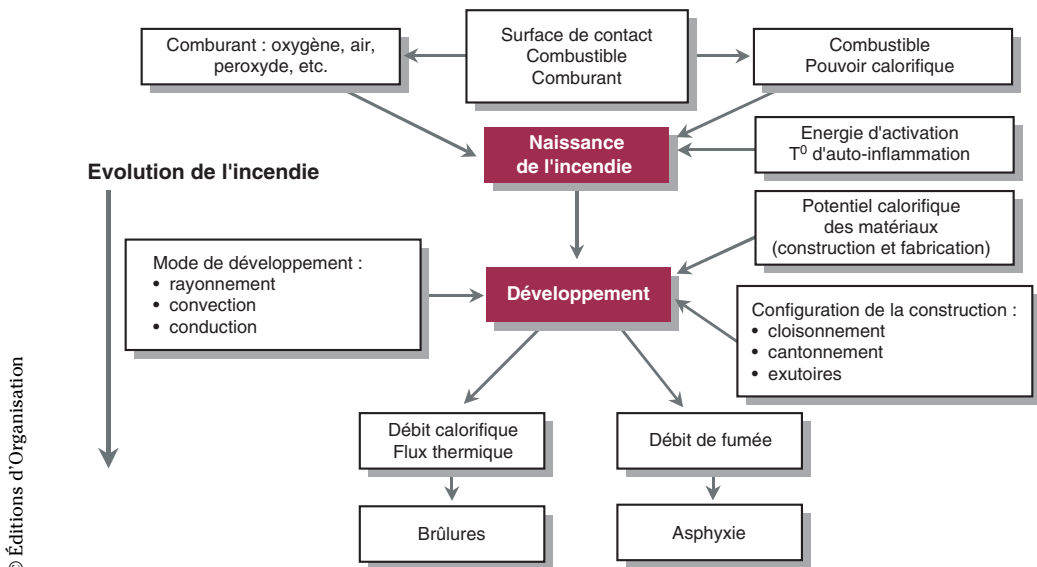 Comburant : oxygène, air,
peroxyde, etc.
Surface de contact
Combustible
Comburant
Combustible
Pouvoir calorifique
Naissance
de l'incendie
Energie d'activation
T⁰ d'auto-inflammation
Evolution de l'incendie
Potentiel calorifique
des matériaux
(construction et fabrication)
Mode de développement :
• rayonnement
• convection
• conduction
Développement
Configuration de la construction :
• cloisonnement
• cantonnement
• exutoires
Débit calorifique
Flux thermique
Débit de fumée
Brûlures
Asphyxie
© Éditions d'Organisation